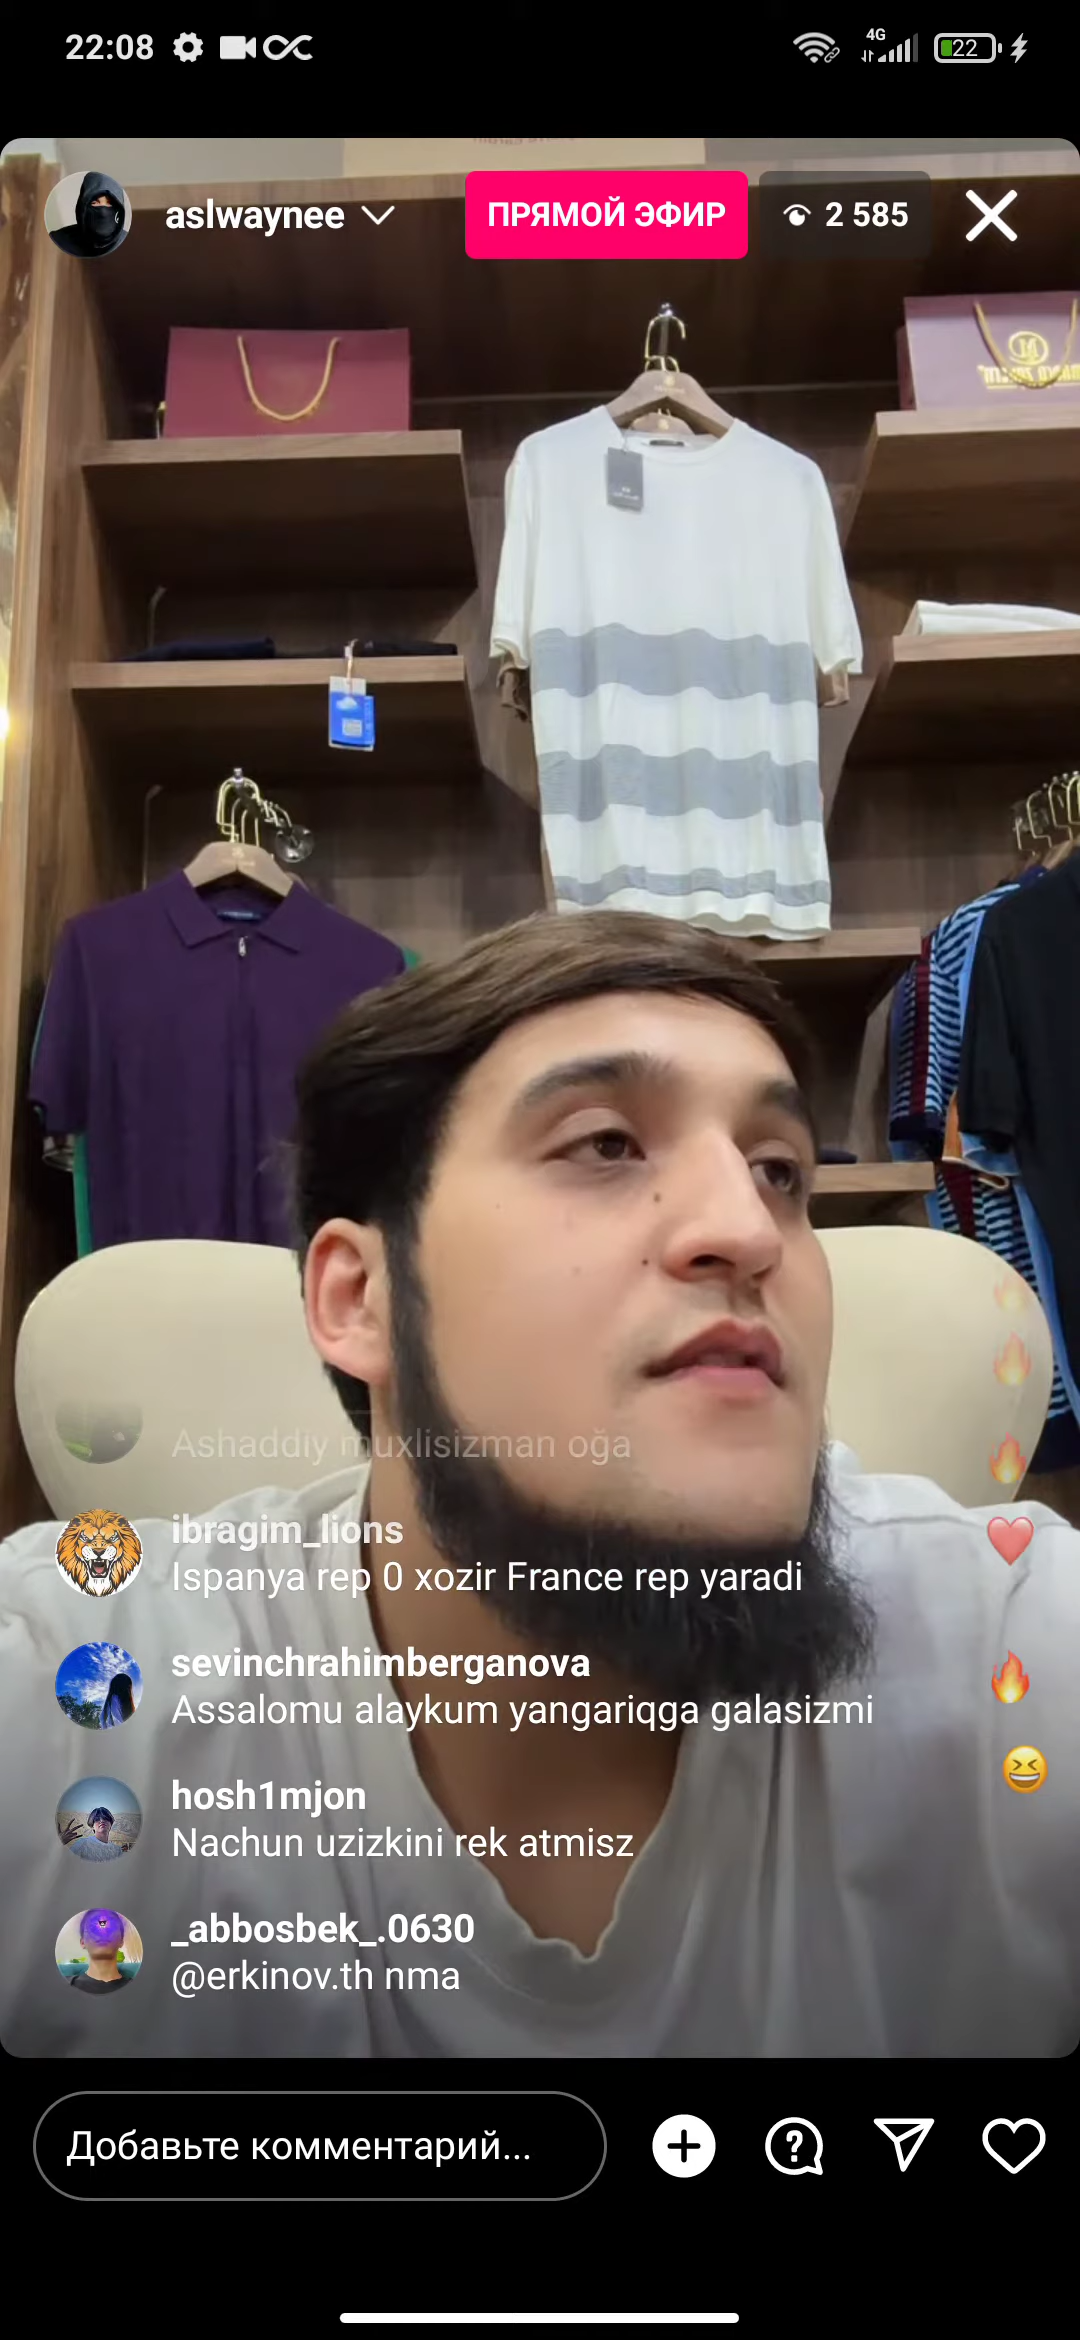 22:08
4G
22
aslwaynee
ПРЯМОЙ ЭФИР
2 585
Ashaddiy muxlisizman oğa
ibragim_lions
Ispanya rep 0 xozir France rep yaradi
sevinchrahimberganova
Assalomu alaykum yangariqga galasizmi
hosh1mjon
Nachun uzizkini rek atmisz
_abbosbek_.0630
@erkinov.th nma
Добавьте комментарий...